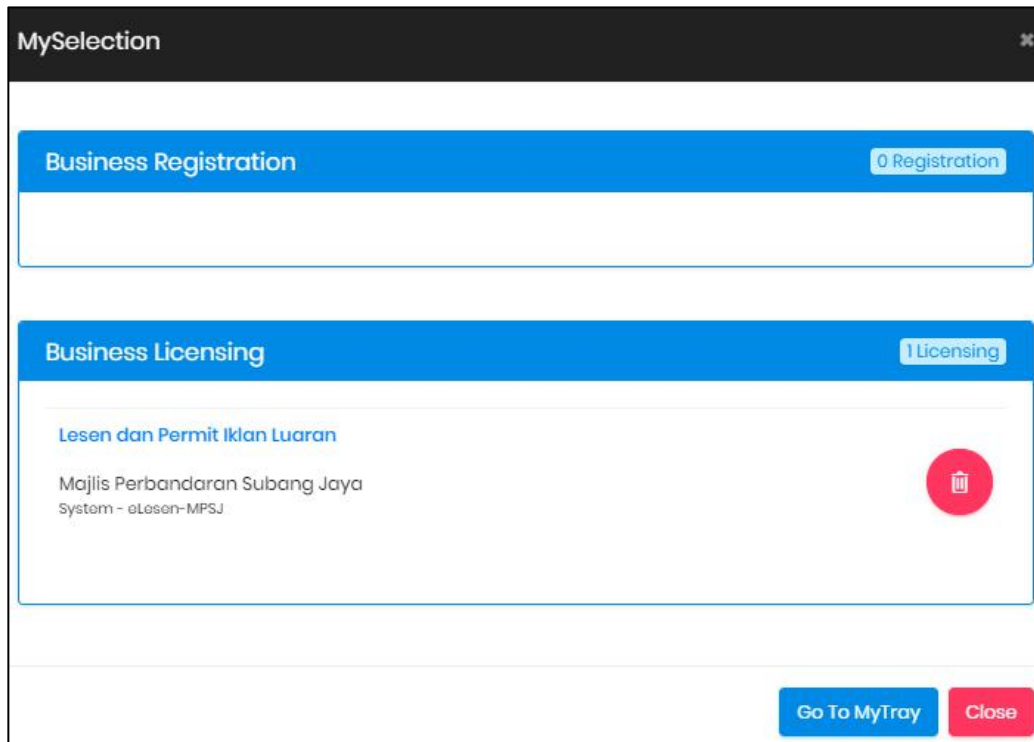 MySelection
Business Registration 0 Registration
Business Licensing 1 Licensing
Lesen dan Permit Iklan Luaran
Majlis Perbandaran Subang Jaya
System - eLesen-MPSJ
Go To MyTray Close